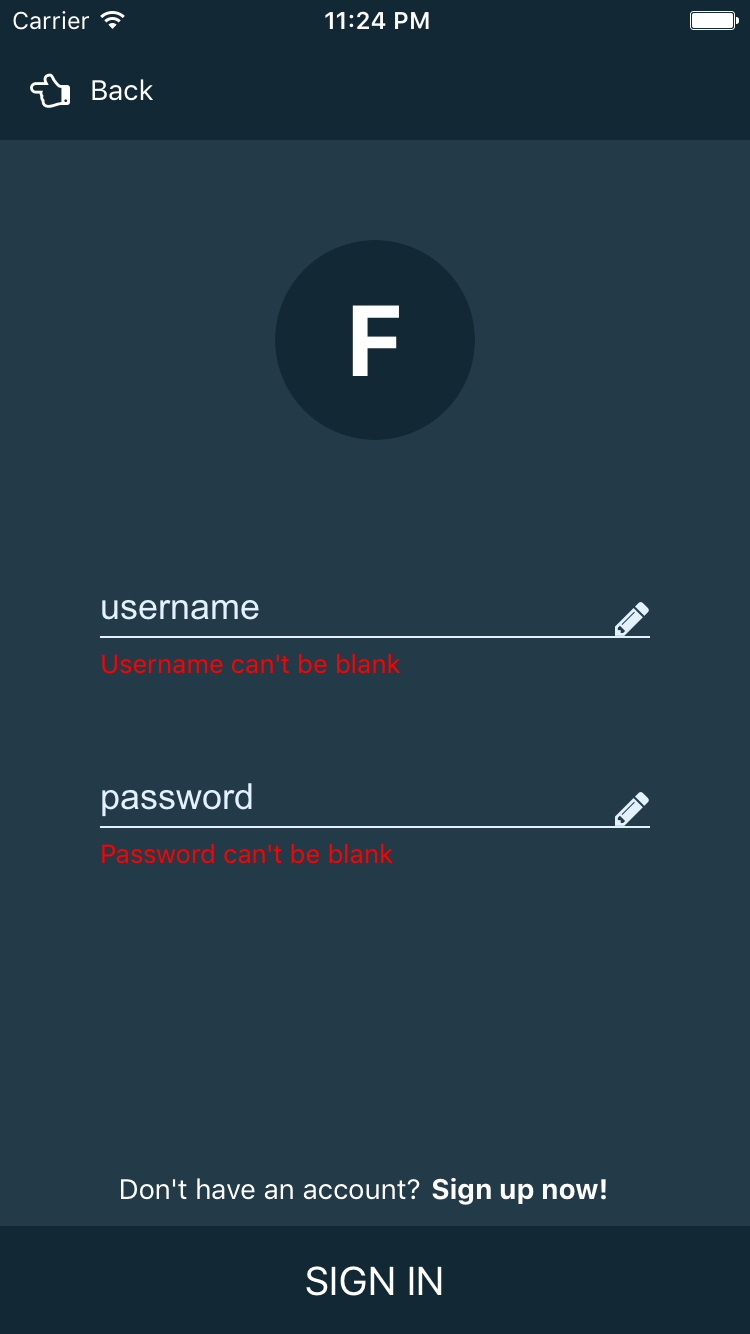 Carrier 11:24 PM
Back
F
username
Username can't be blank
password
Password can't be blank
Don't have an account? Sign up now!
SIGN IN